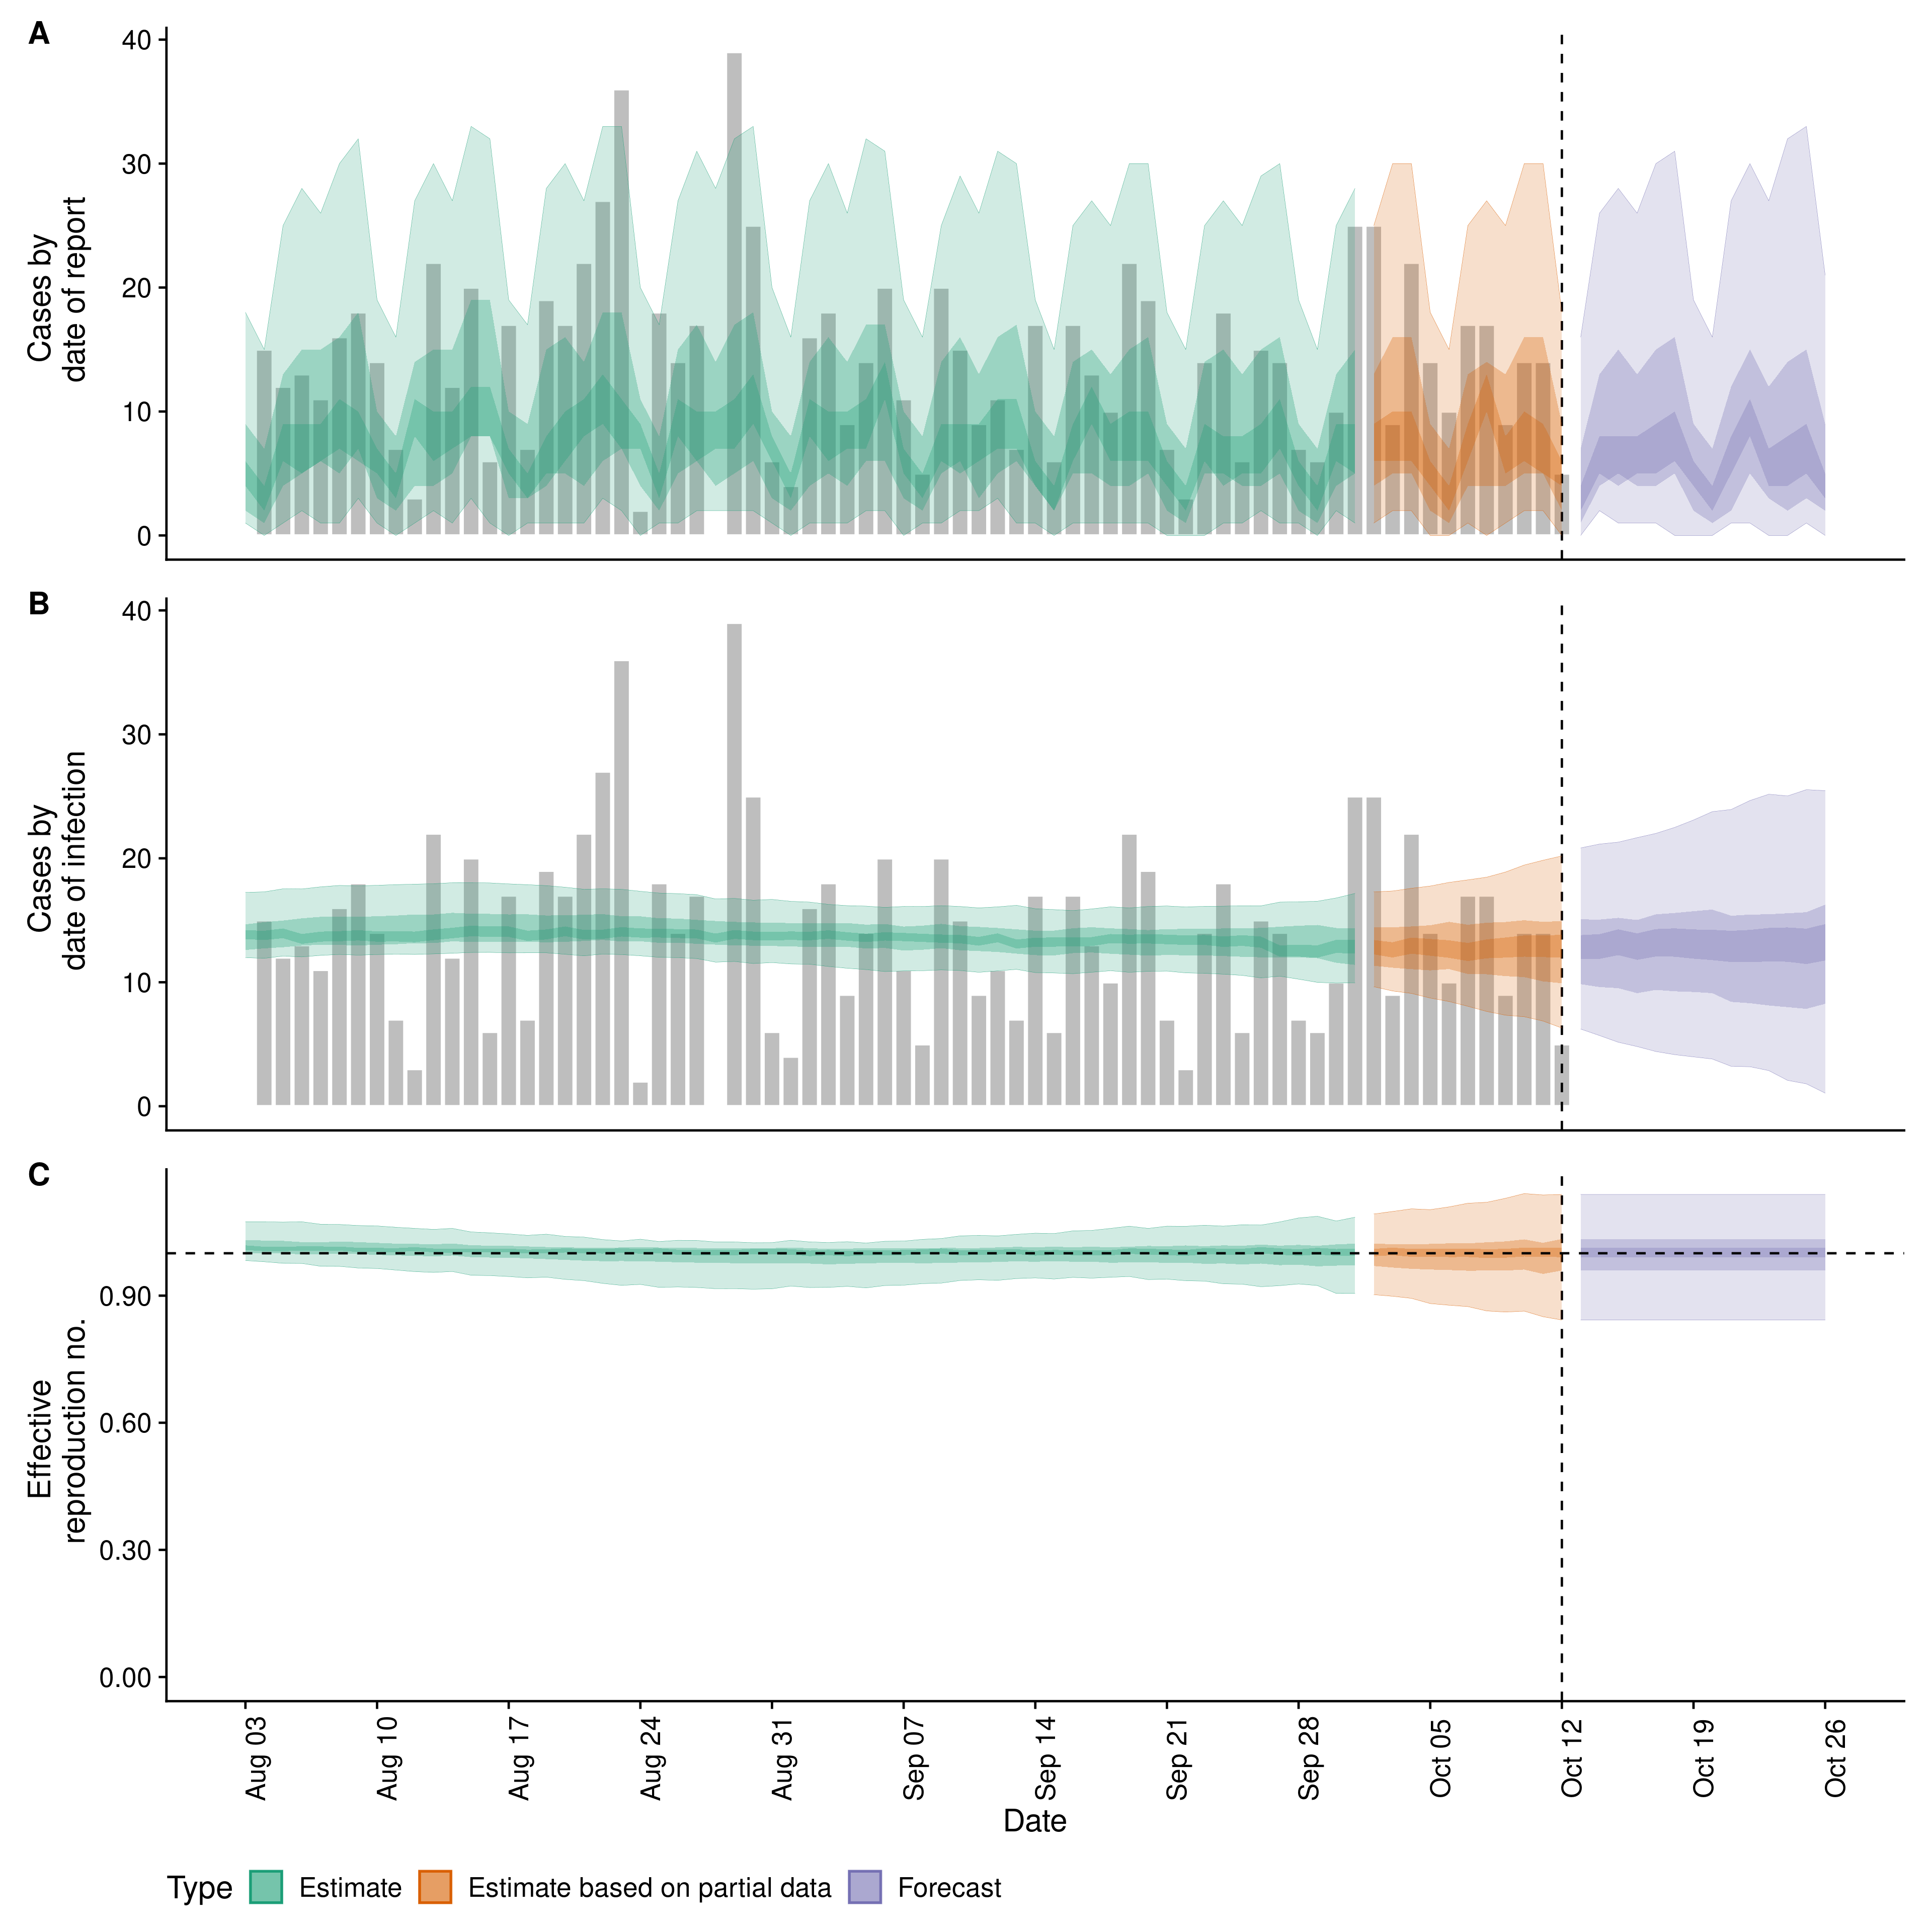 A
40
30
20
10
0
Cases by
date of report
B
40
30
20
10
0
Cases by
date of infection
C
0.90
0.60
0.30
0.00
Effective
reproduction no.
Aug 03
Aug 10
Aug 17
Aug 24
Aug 31
Sep 07
Sep 14
Sep 21
Sep 28
Oct 05
Oct 12
Oct 19
Oct 26
Date
Type Estimate Estimate based on partial data Forecast